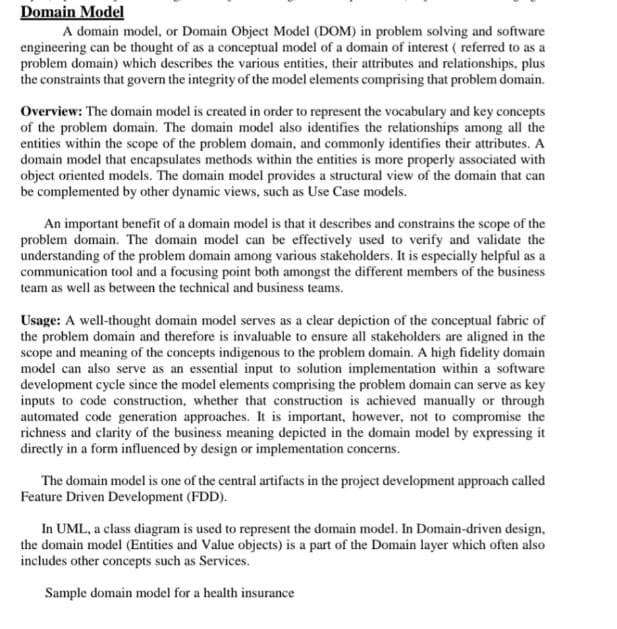 Domain Model
A domain model, or Domain Object Model (DOM) in problem solving and software
engineering can be thought of as a conceptual model of a domain of interest ( referred to as a
problem domain) which describes the various entities, their attributes and relationships, plus
the constraints that govern the integrity of the model elements comprising that problem domain.
Overview: The domain model is created in order to represent the vocabulary and key concepts
of the problem domain. The domain model also identifies the relationships among all the
entities within the scope of the problem domain, and commonly identifies their attributes. A
domain model that encapsulates methods within the entities is more properly associated with
object oriented models. The domain model provides a structural view of the domain that can
be complemented by other dynamic views, such as Use Case models.
An important benefit of a domain model is that it describes and constrains the scope of the
problem domain. The domain model can be effectively used to verify and validate the
understanding of the problem domain among various stakeholders. It is especially helpful as a
communication tool and a focusing point both amongst the different members of the business
team as well as between the technical and business teams.
Usage: A well-thought domain model serves as a clear depiction of the conceptual fabric of
the problem domain and therefore is invaluable to ensure all stakeholders are aligned in the
scope and meaning of the concepts indigenous to the problem domain. A high fidelity domain
model can also serve as an essential input to solution implementation within a software
development cycle since the model elements comprising the problem domain can serve as key
inputs to code construction, whether that construction is achieved manually or through
automated code generation approaches. It is important, however, not to compromise the
richness and clarity of the business meaning depicted in the domain model by expressing it
directly in a form influenced by design or implementation concerns.
The domain model is one of the central artifacts in the project development approach called
Feature Driven Development (FDD).
In UML, a class diagram is used to represent the domain model. In Domain-driven design,
the domain model (Entities and Value objects) is a part of the Domain layer which often also
includes other concepts such as Services.
Sample domain model for a health insurance